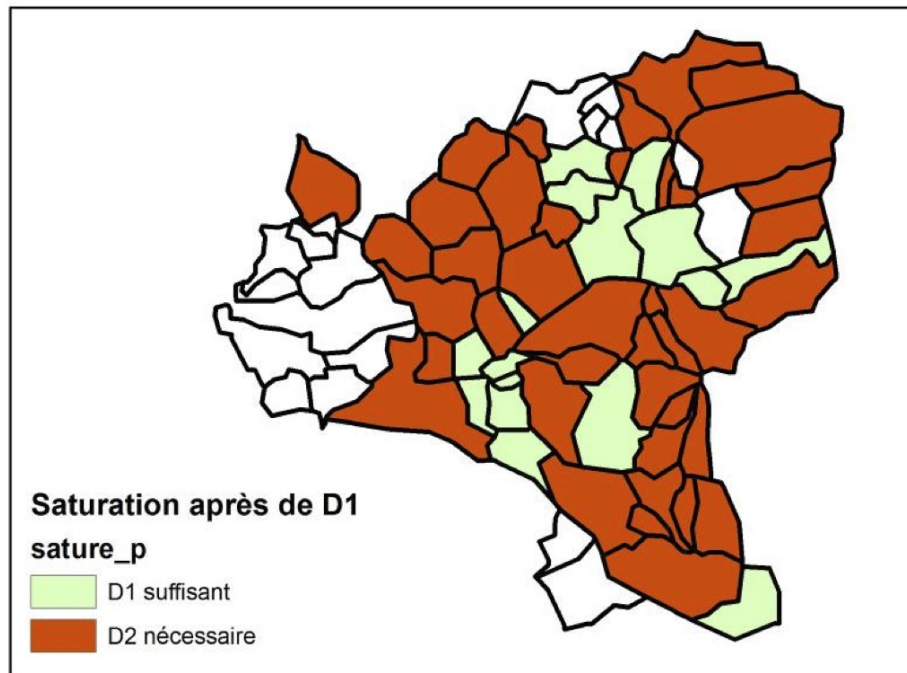 Saturation après de D1
sature_p
D1 suffisant
D2 nécessaire